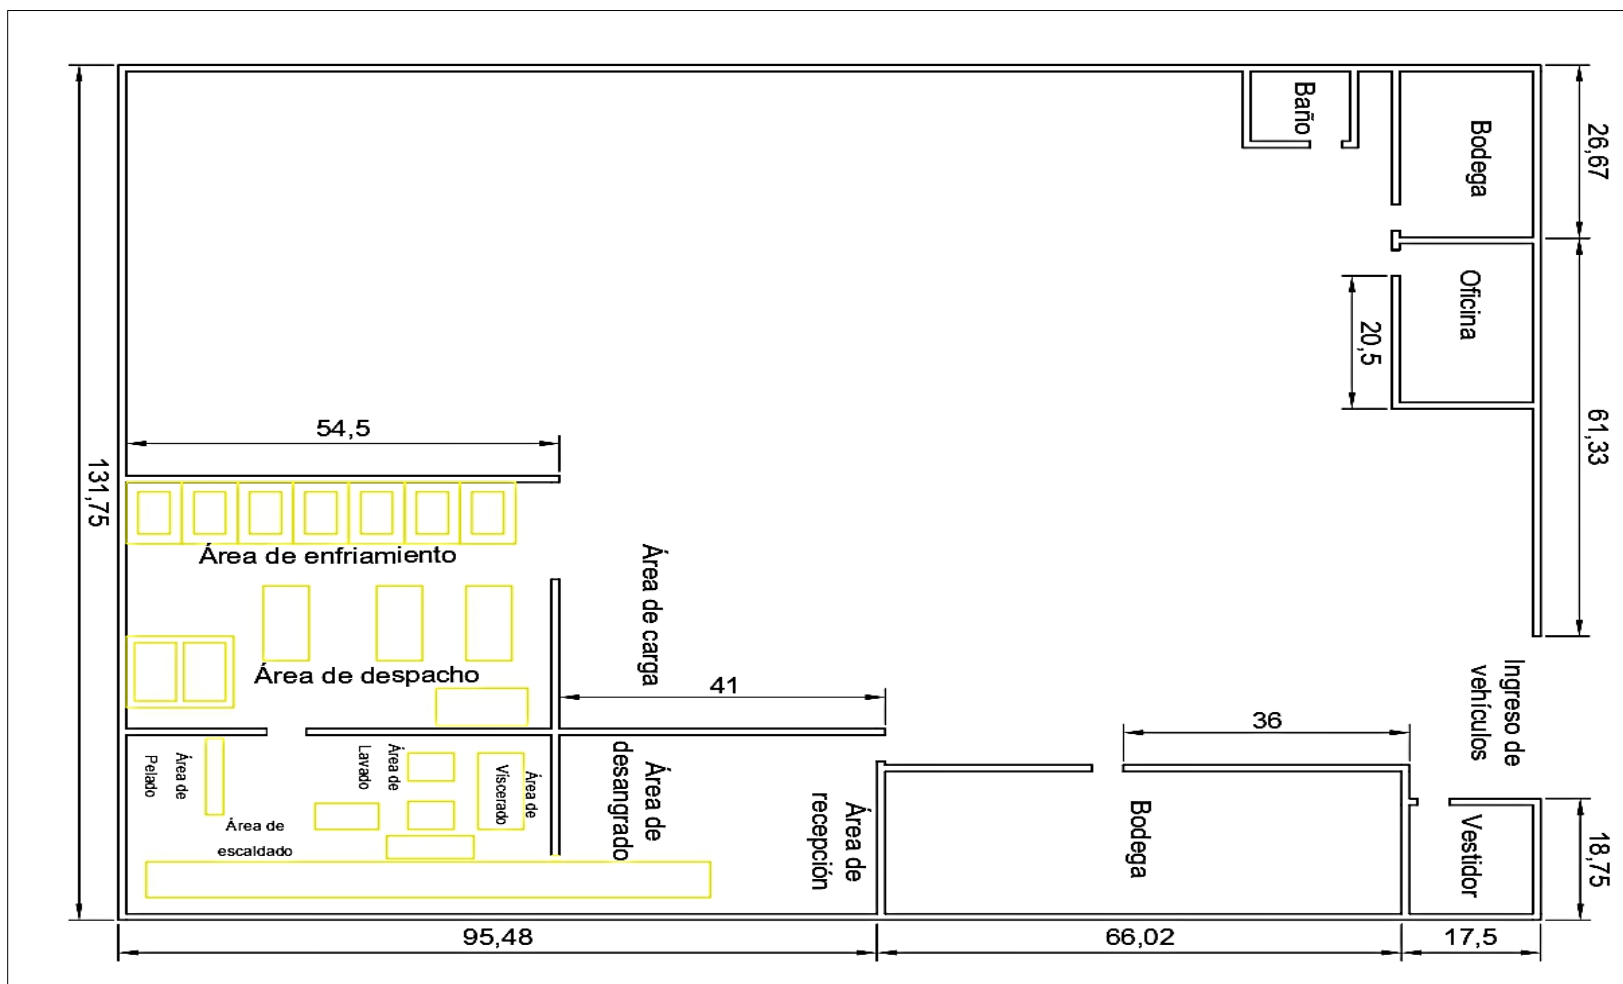 Baño
Bodega
26,67
Oficina
20,5
61,33
54,5
131,75
Área de enfriamiento
Área de carga
Área de despacho
41
36
Ingreso de
vehículos
Área de
Pelado
Área de
Lavado
Área de
Víscerado
Área de
desangrado
Área de
recepción
Bodega
Vestidor
18,75
Área de
escaldado
95,48
66,02
17,5